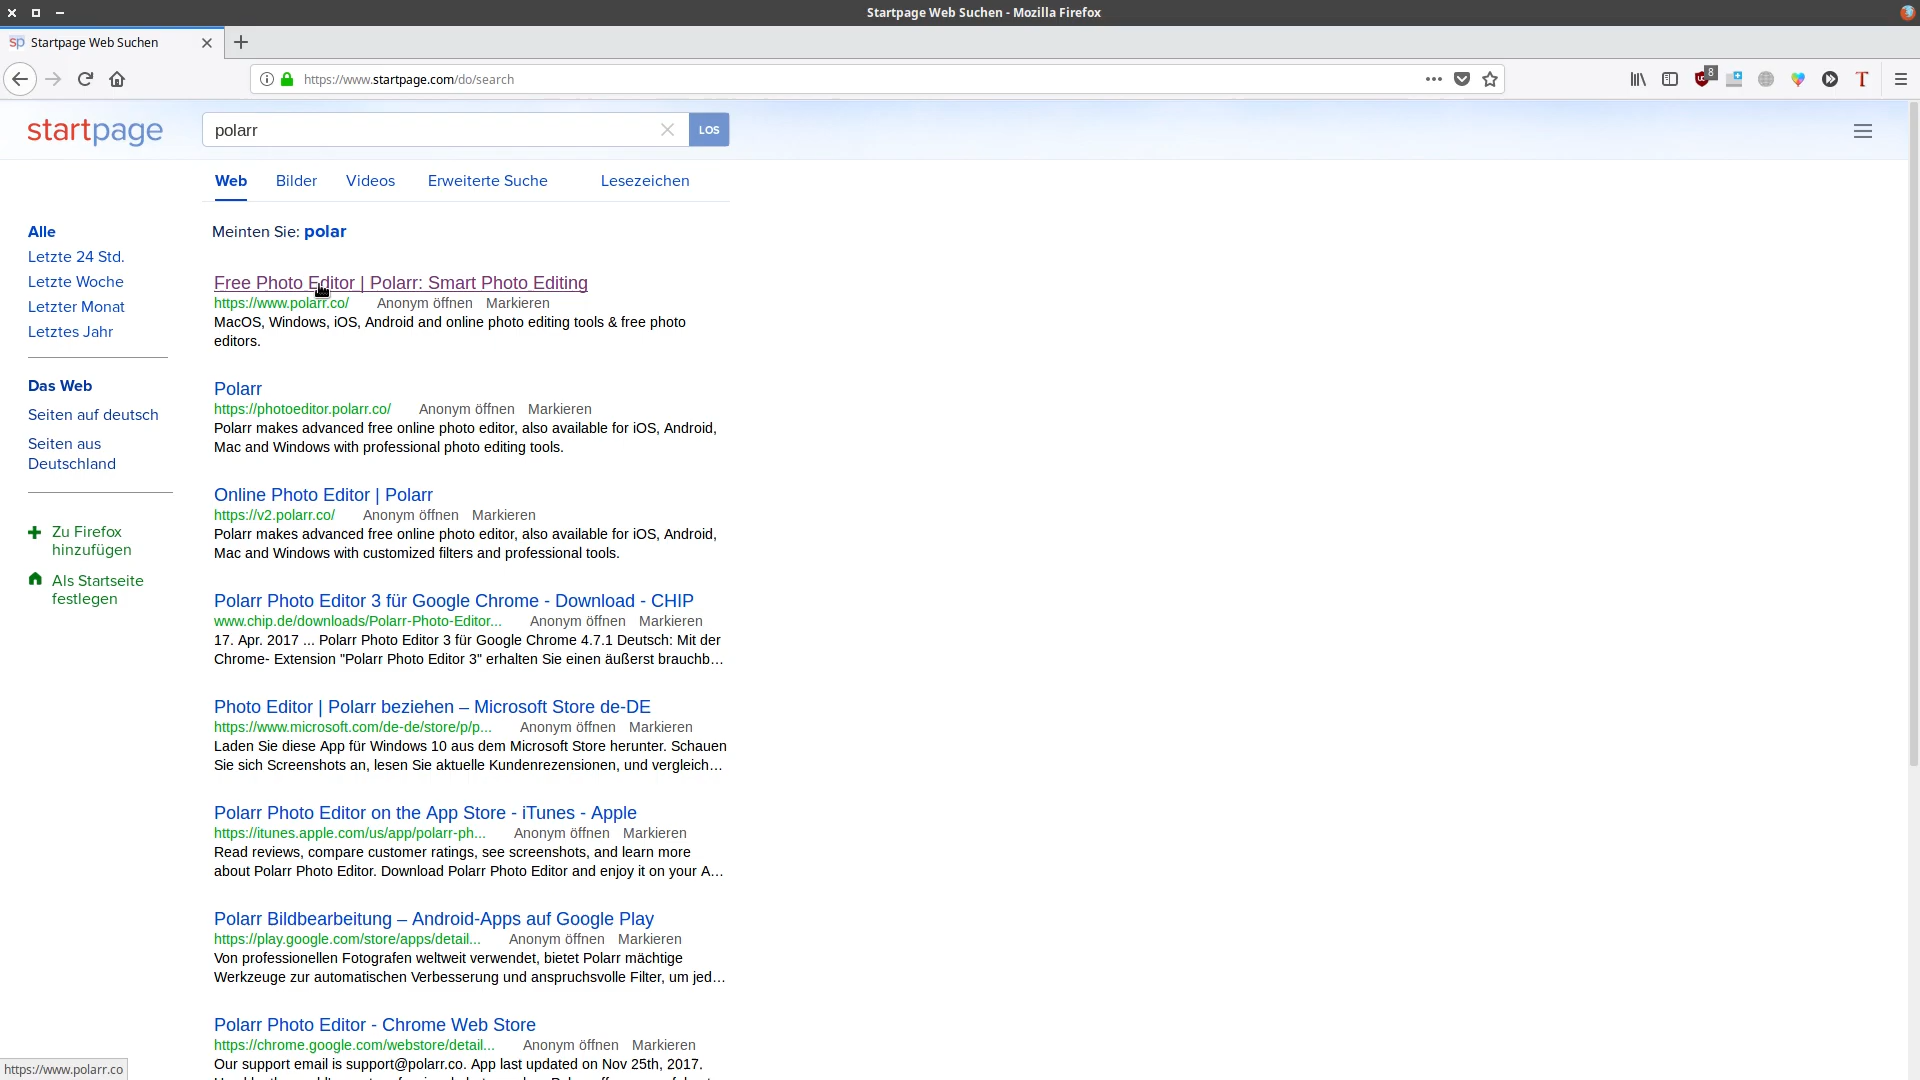 Startpage Web Suchen - Mozilla Firefox
sp Startpage Web Suchen
https://www.startpage.com/do/search
8
T
startpage
polarr
LOS
Web Bilder Videos Erweiterte Suche Lesezeichen
Alle
Letzte 24 Std.
Letzte Woche
Letzter Monat
Letztes Jahr
Das Web
Seiten auf deutsch
Seiten aus
Deutschland
Zu Firefox
hinzufügen
Als Startseite
festlegen
Meinten Sie: polar
Free Photo Editor | Polarr: Smart Photo Editing
https://www.polarr.co/ Anonym öffnen Markieren
MacOS, Windows, iOS, Android and online photo editing tools & free photo
editors.
Polarr
https://photoeditor.polarr.co/ Anonym öffnen Markieren
Polarr makes advanced free online photo editor, also available for iOS, Android,
Mac and Windows with professional photo editing tools.
Online Photo Editor | Polarr
https://v2.polarr.co/ Anonym öffnen Markieren
Polarr makes advanced free online photo editor, also available for iOS, Android,
Mac and Windows with customized filters and professional tools.
Polarr Photo Editor 3 für Google Chrome - Download - CHIP
www.chip.de/downloads/Polarr-Photo-Editor... Anonym öffnen Markieren
17. Apr. 2017 ... Polarr Photo Editor 3 für Google Chrome 4.7.1 Deutsch: Mit der
Chrome- Extension "Polarr Photo Editor 3" erhalten Sie einen äußerst brauchb…
Photo Editor | Polarr beziehen – Microsoft Store de-DE
https://www.microsoft.com/de-de/store/p/p... Anonym öffnen Markieren
Laden Sie diese App für Windows 10 aus dem Microsoft Store herunter. Schauen
Sie sich Screenshots an, lesen Sie aktuelle Kundenrezensionen, und vergleich…
Polarr Photo Editor on the App Store - iTunes - Apple
https://itunes.apple.com/us/app/polarr-ph... Anonym öffnen Markieren
Read reviews, compare customer ratings, see screenshots, and learn more
about Polarr Photo Editor. Download Polarr Photo Editor and enjoy it on your A…
Polarr Bildbearbeitung – Android-Apps auf Google Play
https://play.google.com/store/apps/detail... Anonym öffnen Markieren
Von professionellen Fotografen weltweit verwendet, bietet Polarr mächtige
Werkzeuge zur automatischen Verbesserung und anspruchsvolle Filter, um jed…
Polarr Photo Editor - Chrome Web Store
https://chrome.google.com/webstore/detail... Anonym öffnen Markieren
Our support email is support@polarr.co. App last updated on Nov 25th, 2017.
https://www.polarr.co